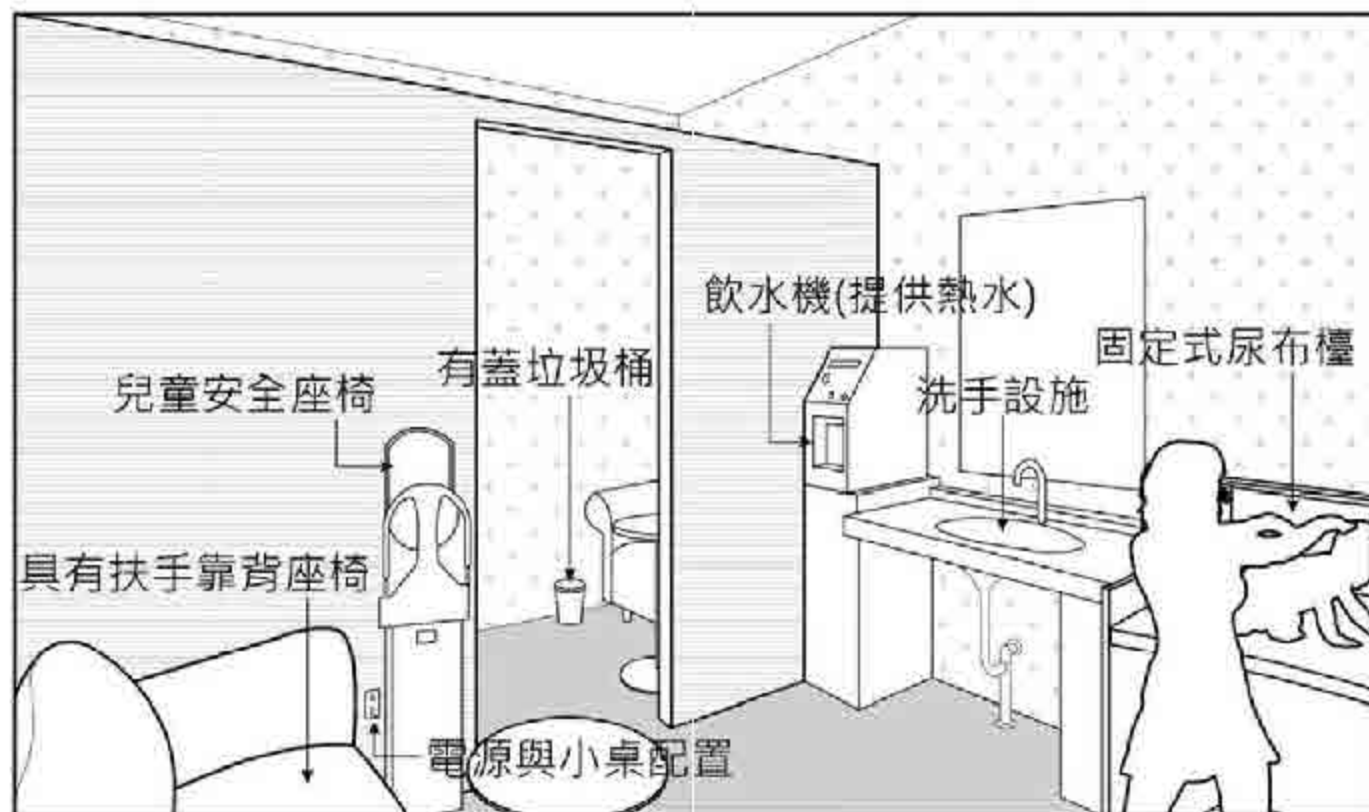 飲水機(提供熱水)
固定式尿布檯
有蓋垃圾桶
兒童安全座椅
洗手設施
具有扶手靠背座椅
電源與小桌配置